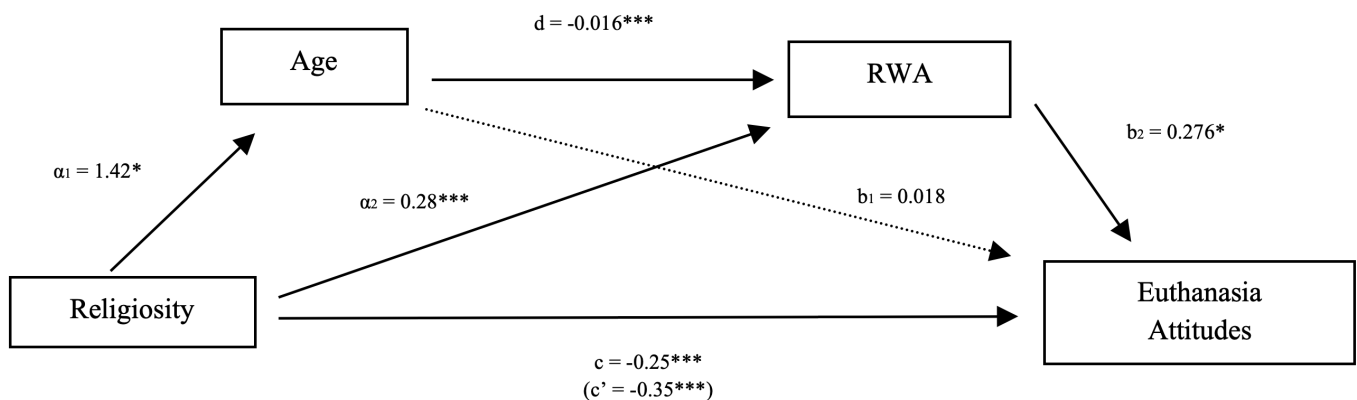 d = -0.016***
Age
RWA
b₂ = 0.276*
α₁ = 1.42*
α₂ = 0.28***
b₁ = 0.018
Religiosity
Euthanasia
Attitudes
c = -0.25***
(c’ = -0.35***)